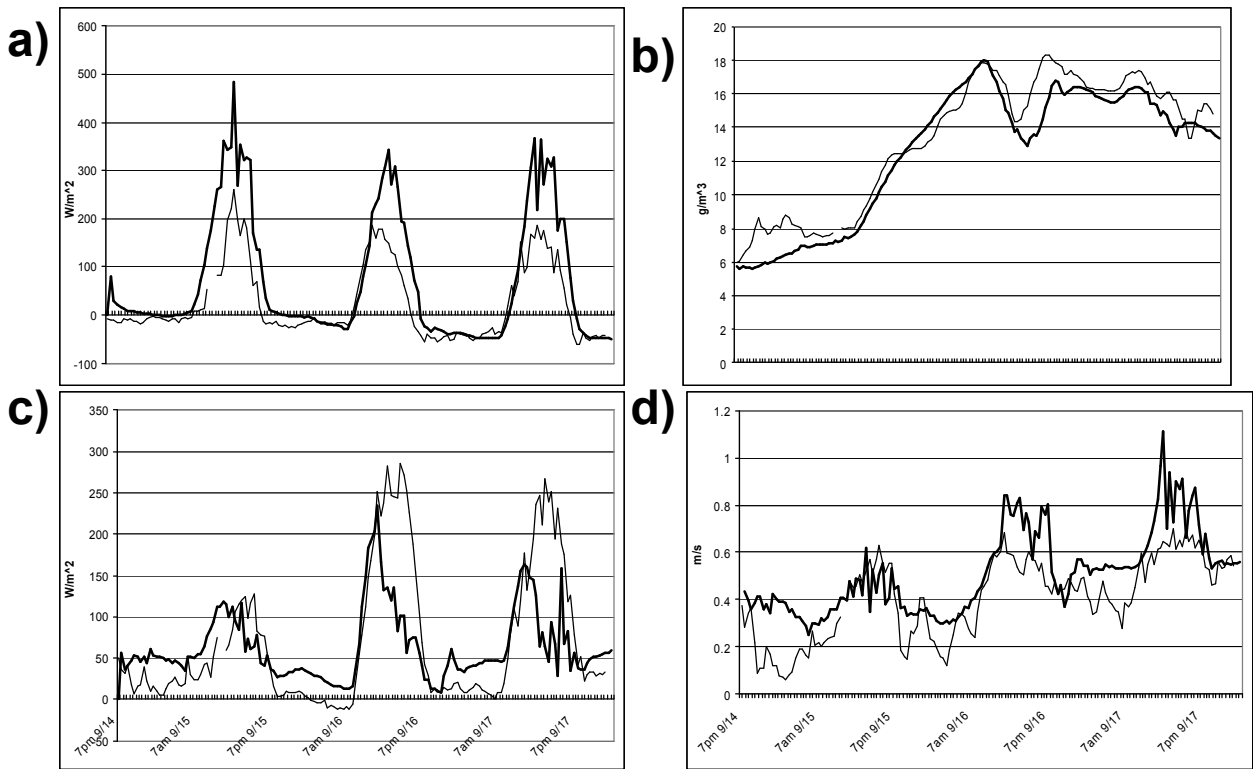 a)
600
500
400
300
200
100
0
-100
W/m^2
b)
20
18
16
14
12
10
8
6
4
2
0
g/m^3
c)
350
300
250
200
150
100
50
0
50
W/m^2
7pm 9/14
7am 9/15
7pm 9/15
7am 9/16
7pm 9/16
7am 9/17
7pm 9/17
d)
1.2
1
0.8
0.6
0.4
0.2
0
m/s
7pm 9/14
7am 9/15
7pm 9/15
7am 9/16
7pm 9/16
7am 9/17
7pm 9/17